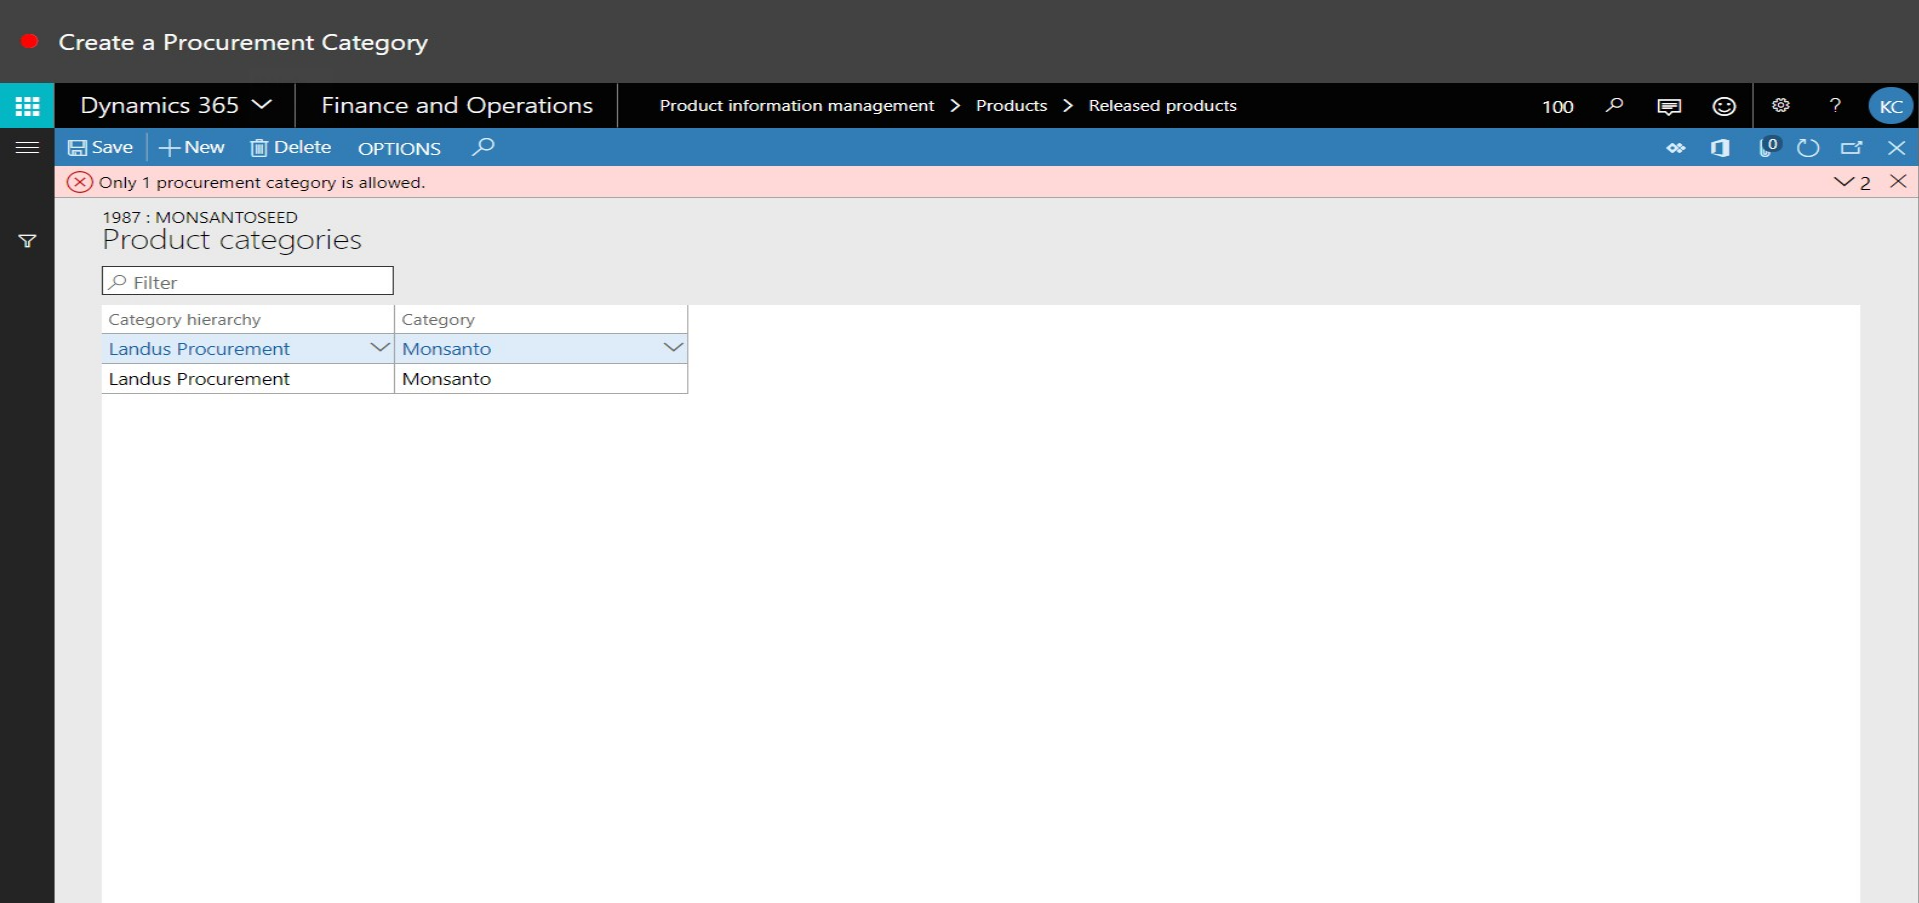 Create a Procurement Category
Dynamics 365 Finance and Operations Product information management > Products > Released products 100 ? KC
Save New Delete OPTIONS 0
Only 1 procurement category is allowed. 2
1987 : MONSANTOSEED
Product categories
Filter
Category hierarchy Category
Landus Procurement Monsanto
Landus Procurement Monsanto